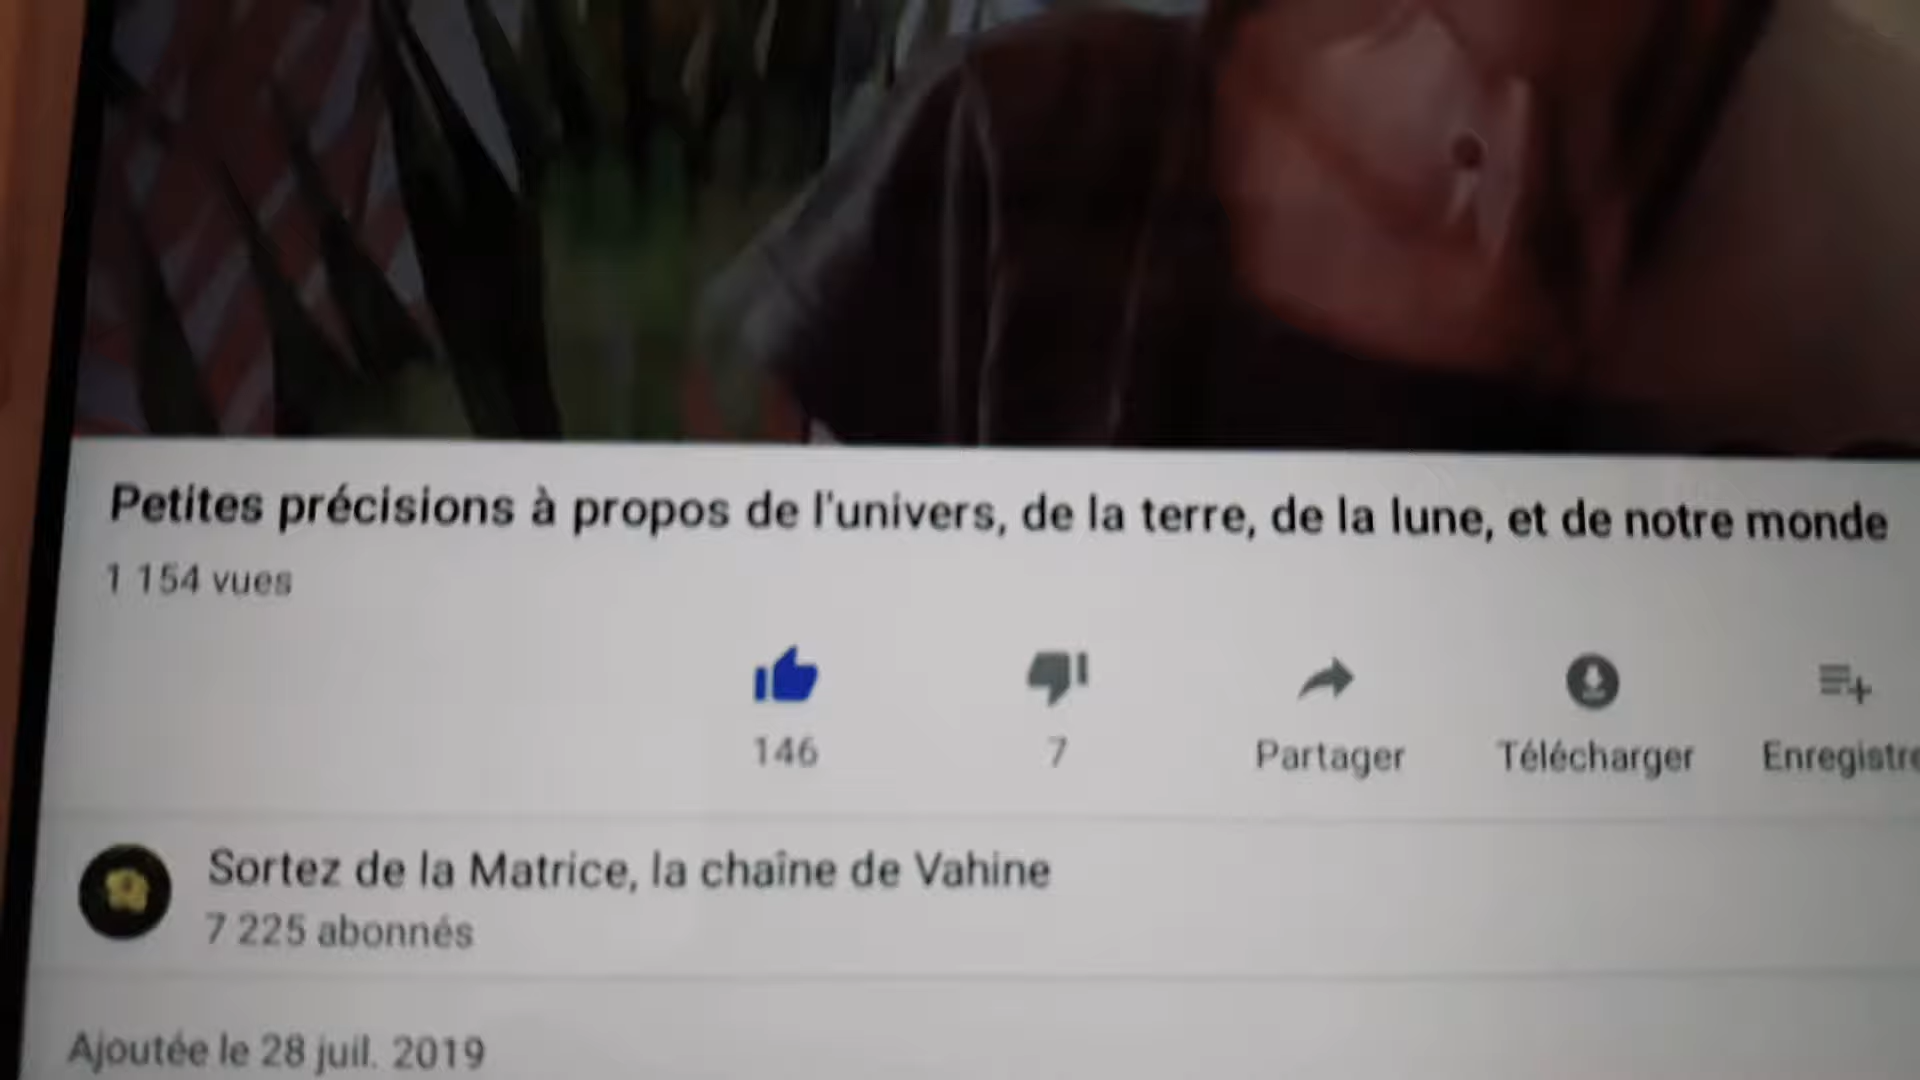 Petites précisions à propos de l'univers, de la terre, de la lune, et de notre monde
1 154 vues
146
7
Partager
Télécharger
Enregistre
Sortez de la Matrice, la chaîne de Vahine
7 225 abonnés
Ajoutée le 28 juil. 2019